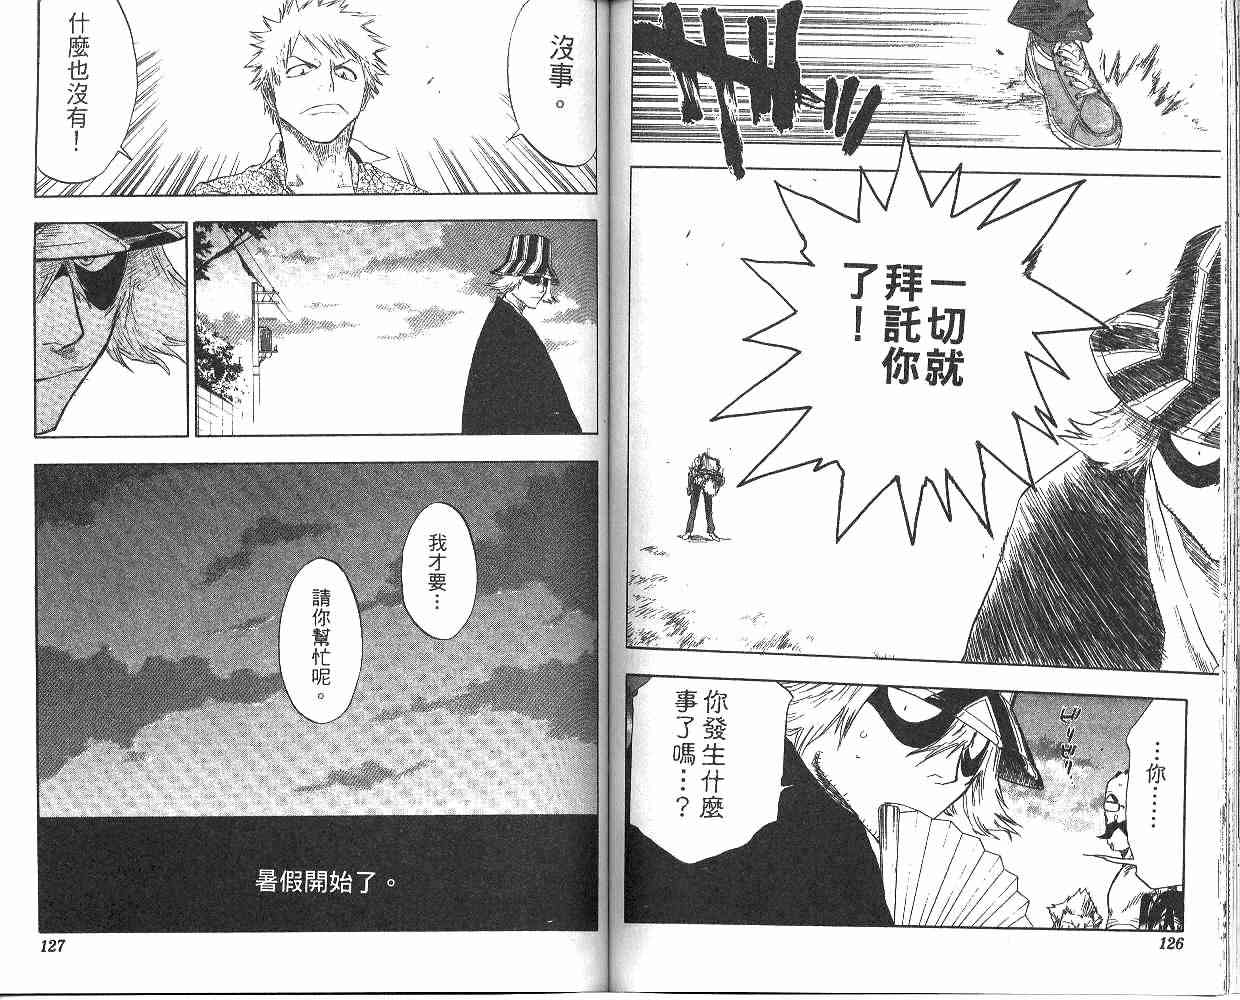 一切就
拜託你
了！
…你……
你發生什麼
事了嗎…？
126
沒事。
什麼也沒有！
我才要…
請你幫忙呢。
暑假開始了。
127